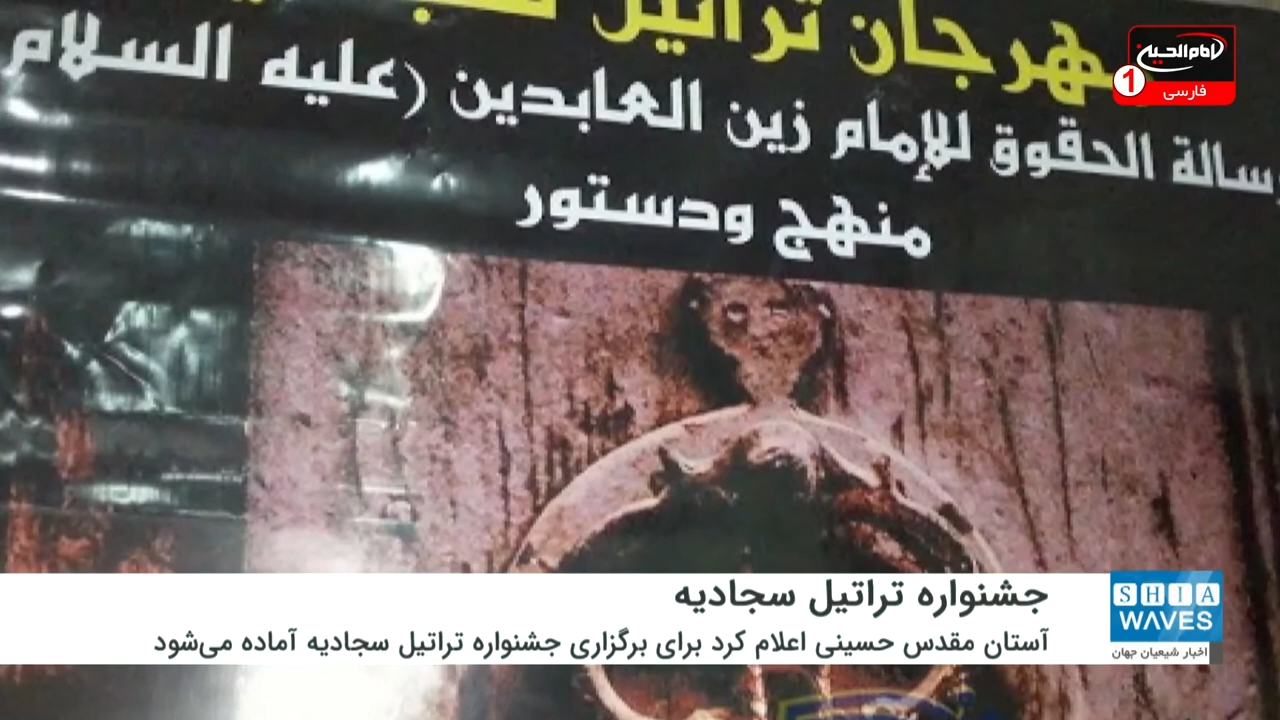 مهرجان تراتيل
رسالة الحقوق للإمام زين العابدين (عليه السلام
منهج ودستور
امام الحسین
1
فارسی
جشنواره تراتیل سجادیه
آستان مقدس حسینی اعلام کرد برای برگزاری جشنواره تراتیل سجادیه آماده می‌شود
SHIA
WAVES
اخبار شیعیان جهان